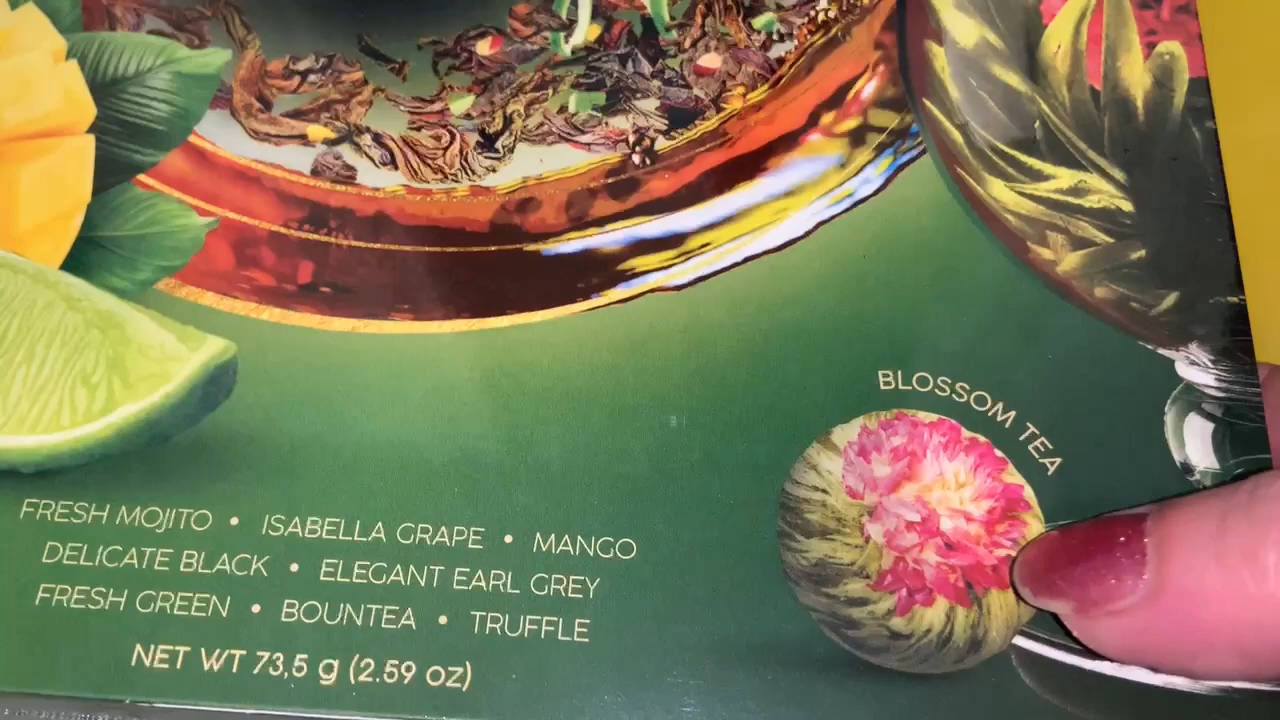 BLOSSOM TEA
FRESH MOJITO • ISABELLA GRAPE • MANGO
DELICATE BLACK • ELEGANT EARL GREY
FRESH GREEN • BOUNTEA • TRUFFLE
NET WT 73,5 g (2.59 oz)